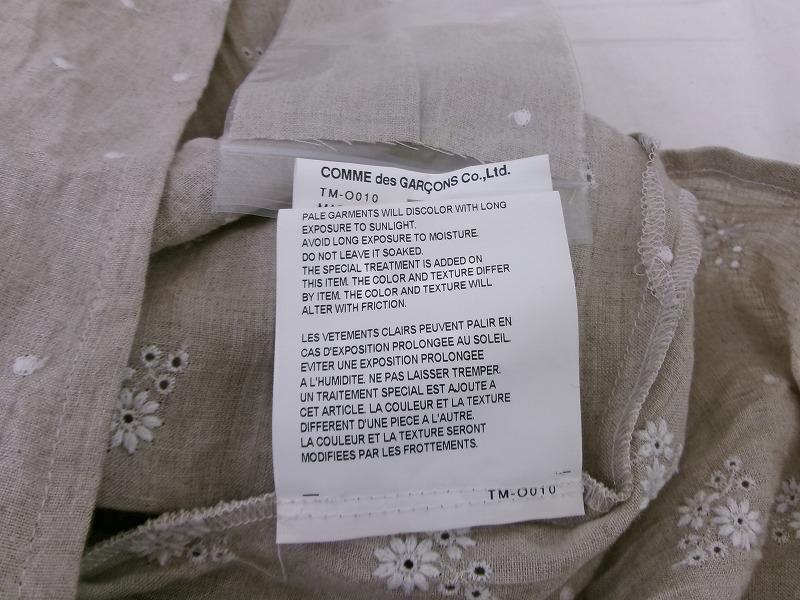 COMME des GARÇONS Co.,Ltd.
TM-O010
PALE GARMENTS WILL DISCOLOR WITH LONG
EXPOSURE TO SUNLIGHT.
AVOID LONG EXPOSURE TO MOISTURE.
DO NOT LEAVE IT SOAKED.
THE SPECIAL TREATMENT IS ADDED ON
THIS ITEM. THE COLOR AND TEXTURE DIFFER
BY ITEM. THE COLOR AND TEXTURE WILL
ALTER WITH FRICTION.
LES VETEMENTS CLAIRS PEUVENT PALIR EN
CAS D'EXPOSITION PROLONGEE AU SOLEIL.
EVITER UNE EXPOSITION PROLONGEE
A L'HUMIDITE. NE PAS LAISSER TREMPER.
UN TRAITEMENT SPECIAL EST AJOUTE A
CET ARTICLE. LA COULEUR ET LA TEXTURE
DIFFERENT D'UNE PIECE A L'AUTRE.
LA COULEUR ET LA TEXTURE SERONT
MODIFIEES PAR LES FROTTEMENTS.
TM-O010